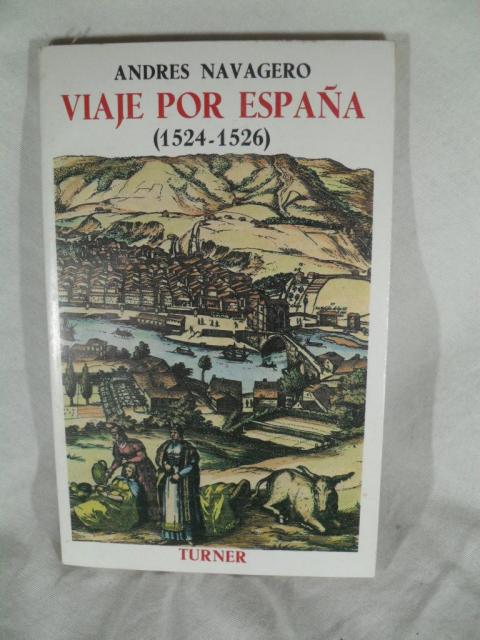 ANDRES NAVAGERO
VIAJE POR ESPAÑA
(1524-1526)
TURNER